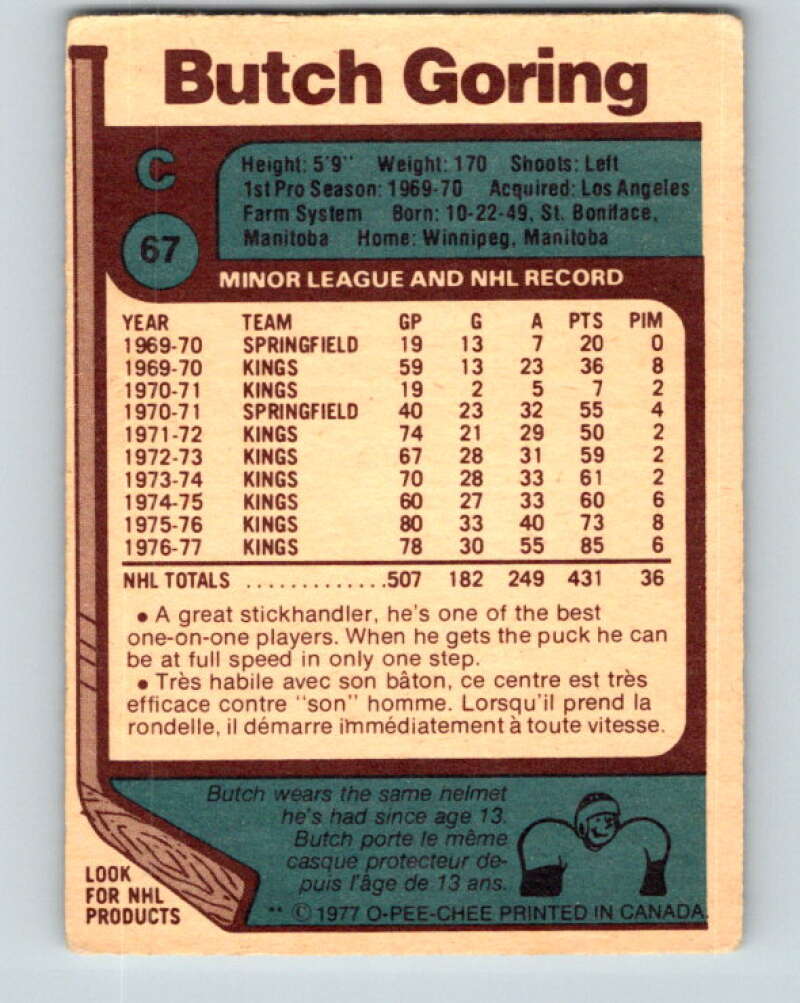 Butch Goring
C
67
Height: 5'9" Weight: 170 Shoots: Left
1st Pro Season: 1969-70 Acquired: Los Angeles
Farm System Born: 10-22-49, St. Boniface,
Manitoba Home: Winnipeg, Manitoba
MINOR LEAGUE AND NHL RECORD
YEAR TEAM GP G A PTS PIM
1969-70 SPRINGFIELD 19 13 7 20 0
1969-70 KINGS 59 13 23 36 8
1970-71 KINGS 19 2 5 7 2
1970-71 SPRINGFIELD 40 23 32 55 4
1971-72 KINGS 74 21 29 50 2
1972-73 KINGS 67 28 31 59 2
1973-74 KINGS 70 28 33 61 2
1974-75 KINGS 60 27 33 60 6
1975-76 KINGS 80 33 40 73 8
1976-77 KINGS 78 30 55 85 6
NHL TOTALS .............507 182 249 431 36
• A great stickhandler, he's one of the best
one-on-one players. When he gets the puck he can
be at full speed in only one step.
• Très habile avec son bâton, ce centre est très
efficace contre "son" homme. Lorsqu'il prend la
rondelle, il démarre immédiatement à toute vitesse.
Butch wears the same helmet
he's had since age 13.
Butch porte le même
casque protecteur de-
puis l'âge de 13 ans.
LOOK
FOR NHL
PRODUCTS
** © 1977 O-PEE-CHEE PRINTED IN CANADA.